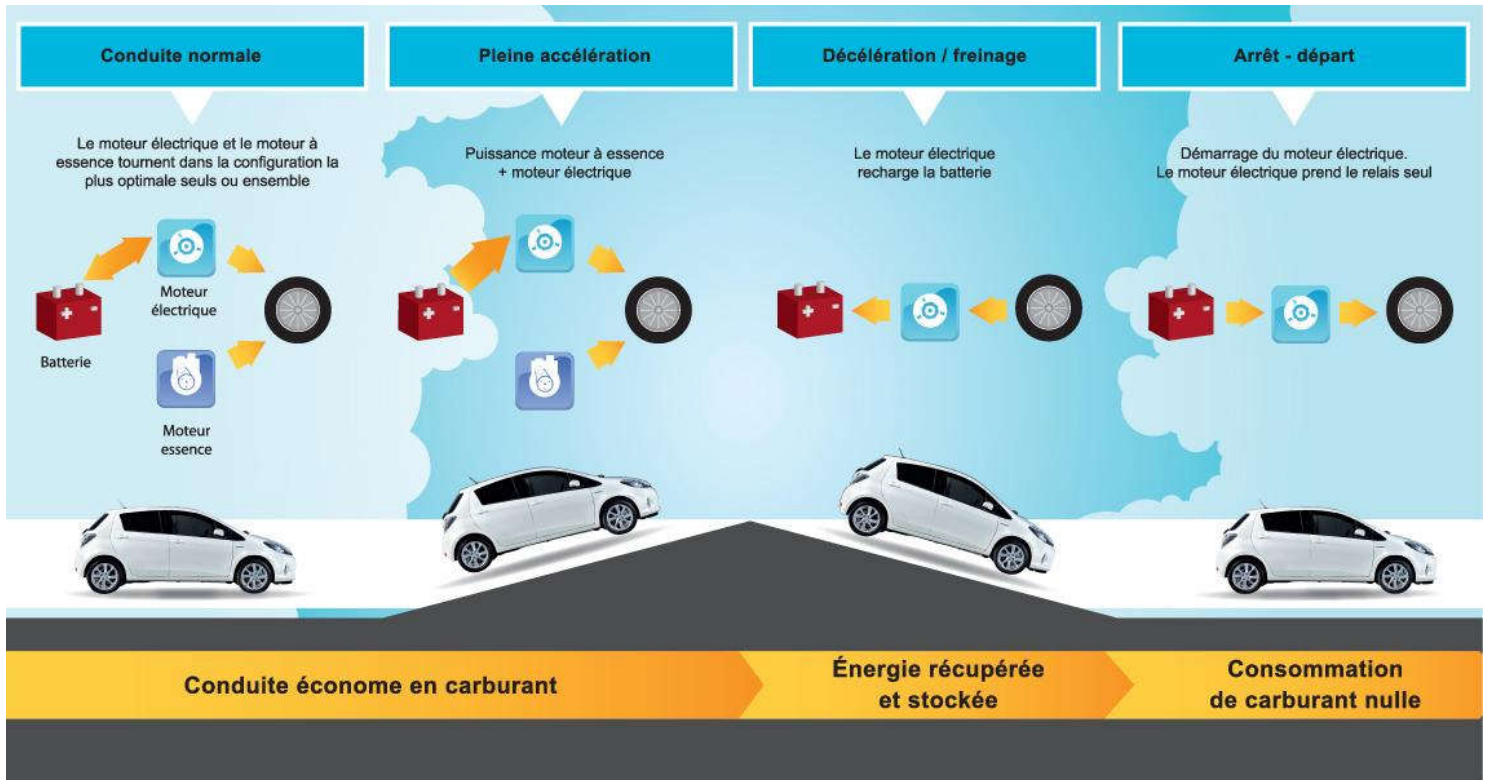 Conduite normale
Le moteur électrique et le moteur à
essence tournent dans la configuration la
plus optimale seuls ou ensemble
Moteur
électrique
Batterie
Moteur
essence
Pleine accélération
Puissance moteur à essence
+ moteur électrique
Décélération / freinage
Le moteur électrique
recharge la batterie
Arrêt - départ
Démarrage du moteur électrique.
Le moteur électrique prend le relais seul
Conduite économe en carburant
Énergie récupérée
et stockée
Consommation
de carburant nulle